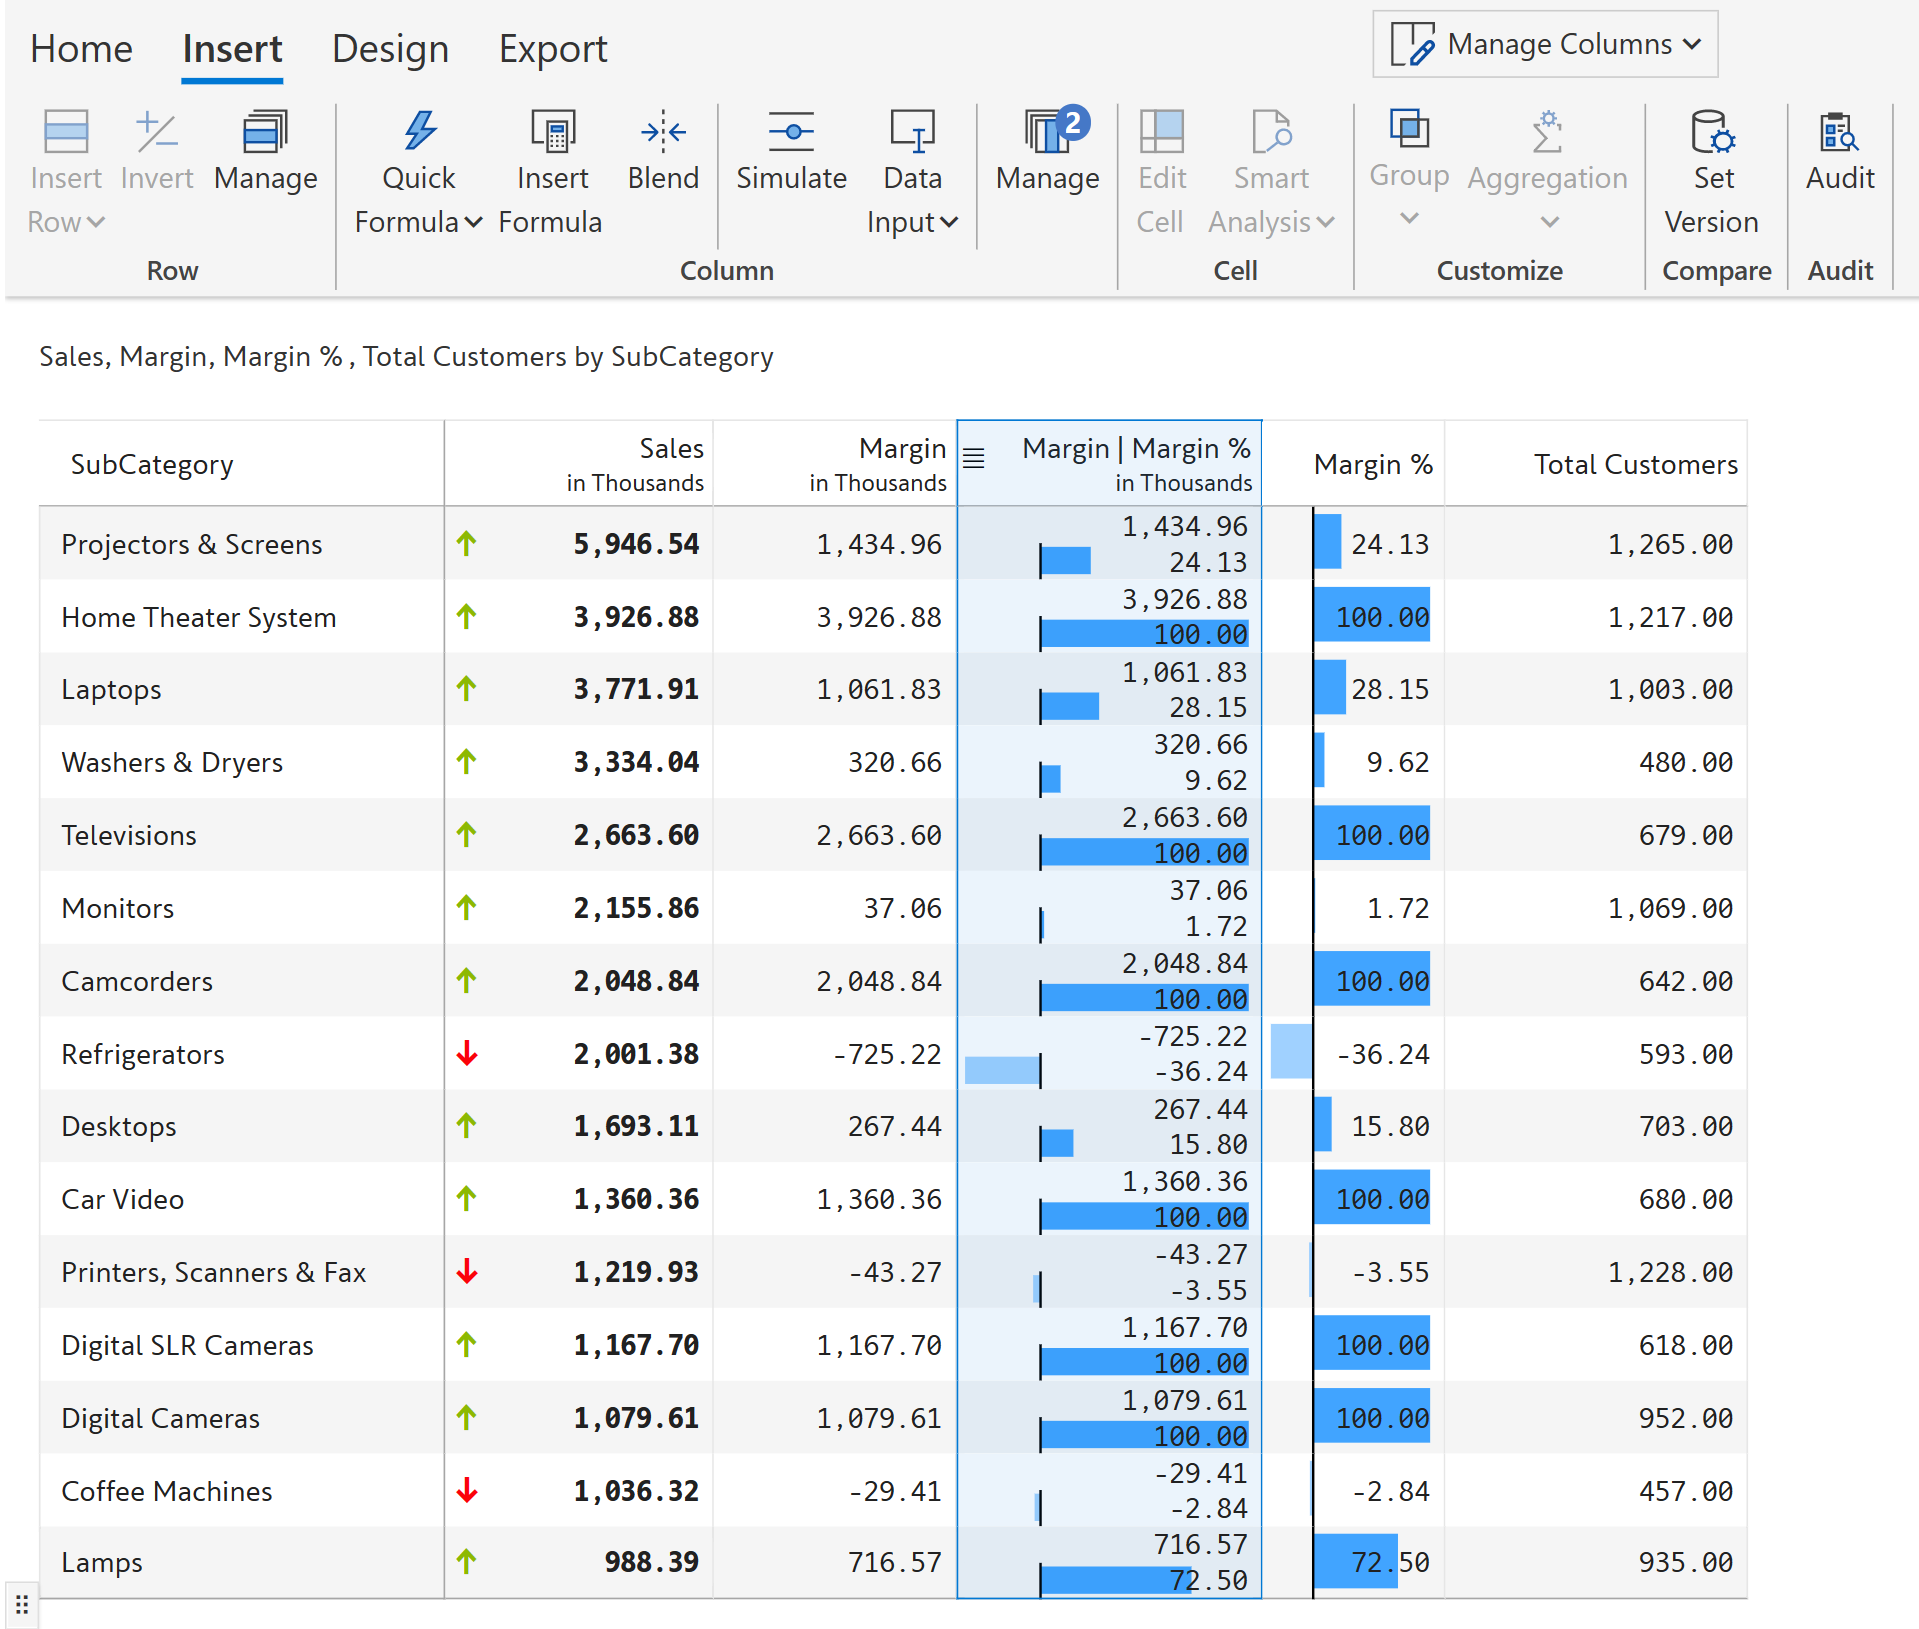 Home Insert Design Export Manage Columns
Insert Row Invert Manage Quick Formula Insert Formula Blend Simulate Data Input Manage 2 Edit Cell Smart Analysis Group Aggregation Set Version Audit
Row Column Cell Customize Compare Audit
Sales, Margin, Margin % , Total Customers by SubCategory
SubCategory Sales in Thousands Margin in Thousands Margin | Margin % in Thousands Margin % Total Customers
Projectors & Screens 5,946.54 1,434.96 1,434.96 24.13 24.13 1,265.00
Home Theater System 3,926.88 3,926.88 3,926.88 100.00 100.00 1,217.00
Laptops 3,771.91 1,061.83 1,061.83 28.15 28.15 1,003.00
Washers & Dryers 3,334.04 320.66 320.66 9.62 9.62 480.00
Televisions 2,663.60 2,663.60 2,663.60 100.00 100.00 679.00
Monitors 2,155.86 37.06 37.06 1.72 1.72 1,069.00
Camcorders 2,048.84 2,048.84 2,048.84 100.00 100.00 642.00
Refrigerators 2,001.38 -725.22 -725.22 -36.24 -36.24 593.00
Desktops 1,693.11 267.44 267.44 15.80 15.80 703.00
Car Video 1,360.36 1,360.36 1,360.36 100.00 100.00 680.00
Printers, Scanners & Fax 1,219.93 -43.27 -43.27 -3.55 -3.55 1,228.00
Digital SLR Cameras 1,167.70 1,167.70 1,167.70 100.00 100.00 618.00
Digital Cameras 1,079.61 1,079.61 1,079.61 100.00 100.00 952.00
Coffee Machines 1,036.32 -29.41 -29.41 -2.84 -2.84 457.00
Lamps 988.39 716.57 716.57 72.50 72.50 935.00